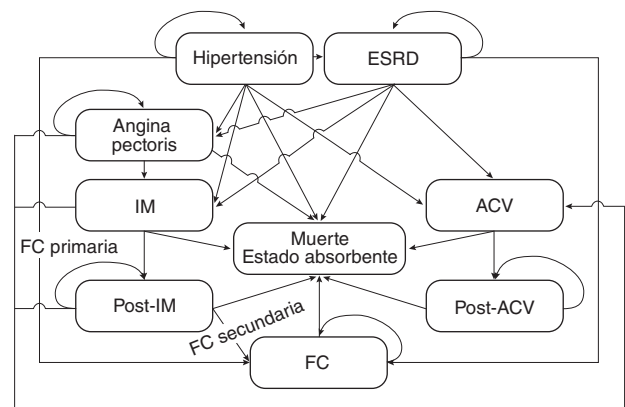 Hipertensión
ESRD
Angina
pectoris
IM
ACV
Muerte
Estado absorbente
FC primaria
Post-IM
FC secundaria
Post-ACV
FC